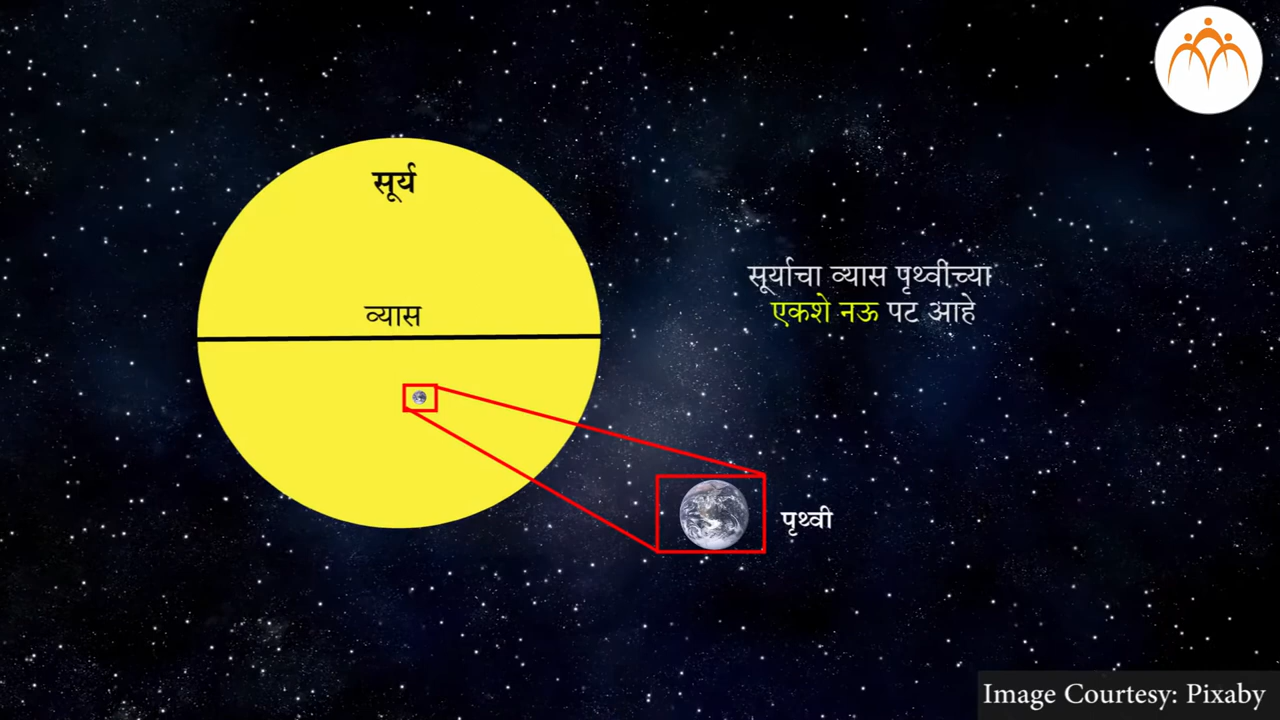 सूर्य
व्यास
सूर्याचा व्यास पृथ्वीच्या
एकशे नऊ पट आहे
पृथ्वी
Image Courtesy: Pixaby